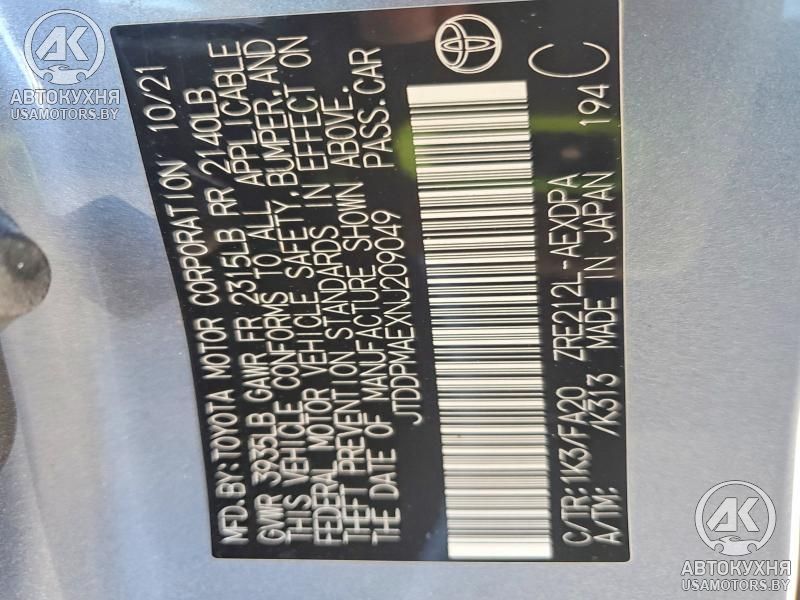 MFD.BY:TOYOTA MOTOR CORPORATION 10/21
GVWR 3935LB GAWR FR 2315LB RR 2140LB
THIS VEHICLE CONFORMS TO ALL APPLICABLE
FEDERAL MOTOR VEHICLE SAFETY,BUMPER,AND
THEFT PREVENTION STANDARDS IN EFFECT ON
THE DATE OF MANUFACTURE SHOWN ABOVE.
JTDDPMAEXNJ209049 PASS.CAR
C/TR:1K3/FA20 ZRE212L-AEXDPA
A/TM: /K313 MADE IN JAPAN 194 C
АК
АВТОКУХНЯ
USAMOTORS.BY
АК
АВТОКУХНЯ
USAMOTORS.BY